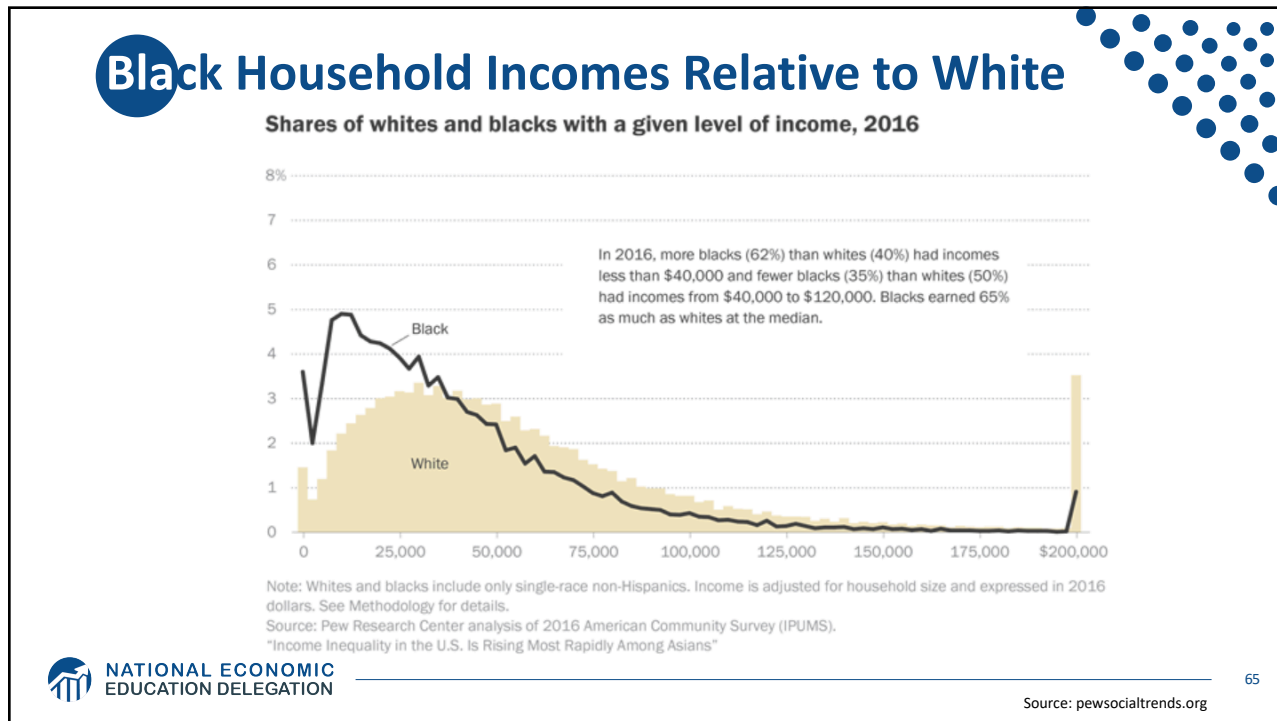 Black Household Incomes Relative to White
Shares of whites and blacks with a given level of income, 2016
8%
7
6
5
4
3
2
1
0
In 2016, more blacks (62%) than whites (40%) had incomes
less than $40,000 and fewer blacks (35%) than whites (50%)
had incomes from $40,000 to $120,000. Blacks earned 65%
as much as whites at the median.
Black
White
0 25,000 50,000 75,000 100,000 125,000 150,000 175,000 $200,000
Note: Whites and blacks include only single-race non-Hispanics. Income is adjusted for household size and expressed in 2016
dollars. See Methodology for details.
Source: Pew Research Center analysis of 2016 American Community Survey (IPUMS).
“Income Inequality in the U.S. Is Rising Most Rapidly Among Asians”
NATIONAL ECONOMIC
EDUCATION DELEGATION
65
Source: pewsocialtrends.org